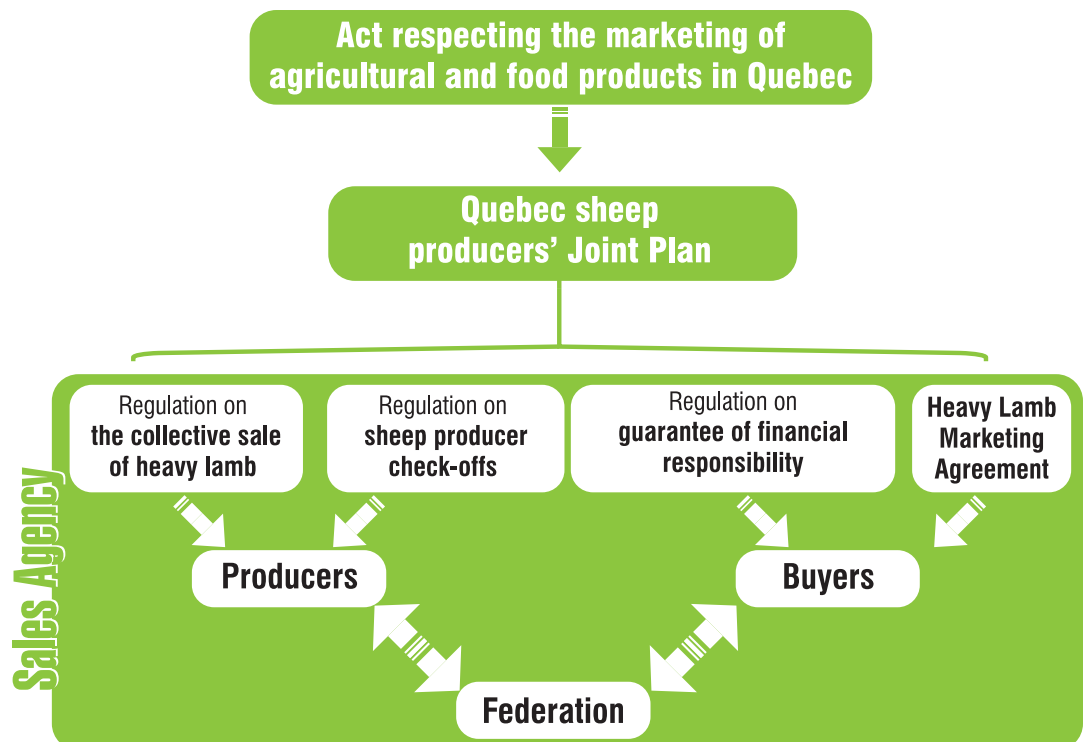 Act respecting the marketing of
agricultural and food products in Quebec
Quebec sheep
producers’ Joint Plan
Regulation on
the collective sale
of heavy lamb
Regulation on
sheep producer
check-offs
Regulation on
guarantee of financial
responsibility
Heavy Lamb
Marketing
Agreement
Sales Agency
Producers
Buyers
Federation